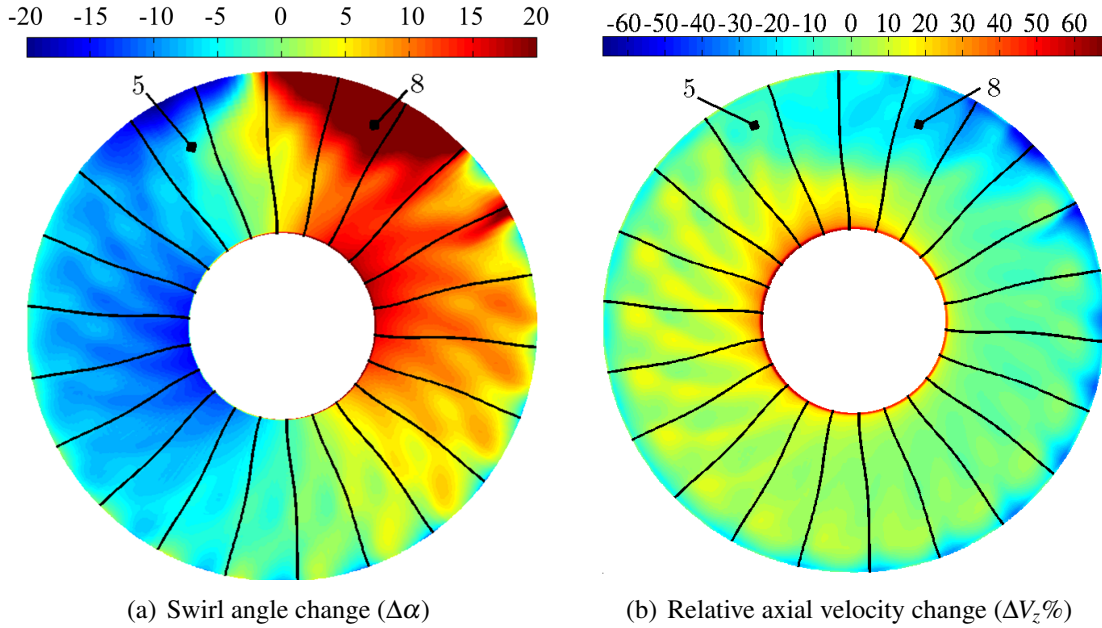 -20 -15 -10 -5 0 5 10 15 20
-60 -50 -40 -30 -20 -10 0 10 20 30 40 50 60
5
8
5
8
(a) Swirl angle change (Δα)
(b) Relative axial velocity change (ΔV_z%)